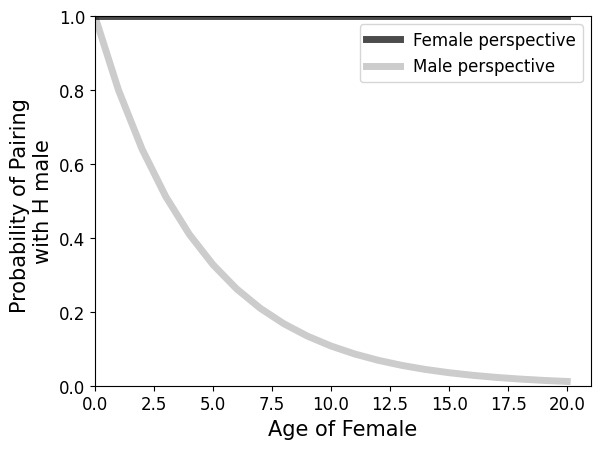 Female perspective
Male perspective
Probability of Pairing
with H male
1.0
0.8
0.6
0.4
0.2
0.0
0.0 2.5 5.0 7.5 10.0 12.5 15.0 17.5 20.0
Age of Female